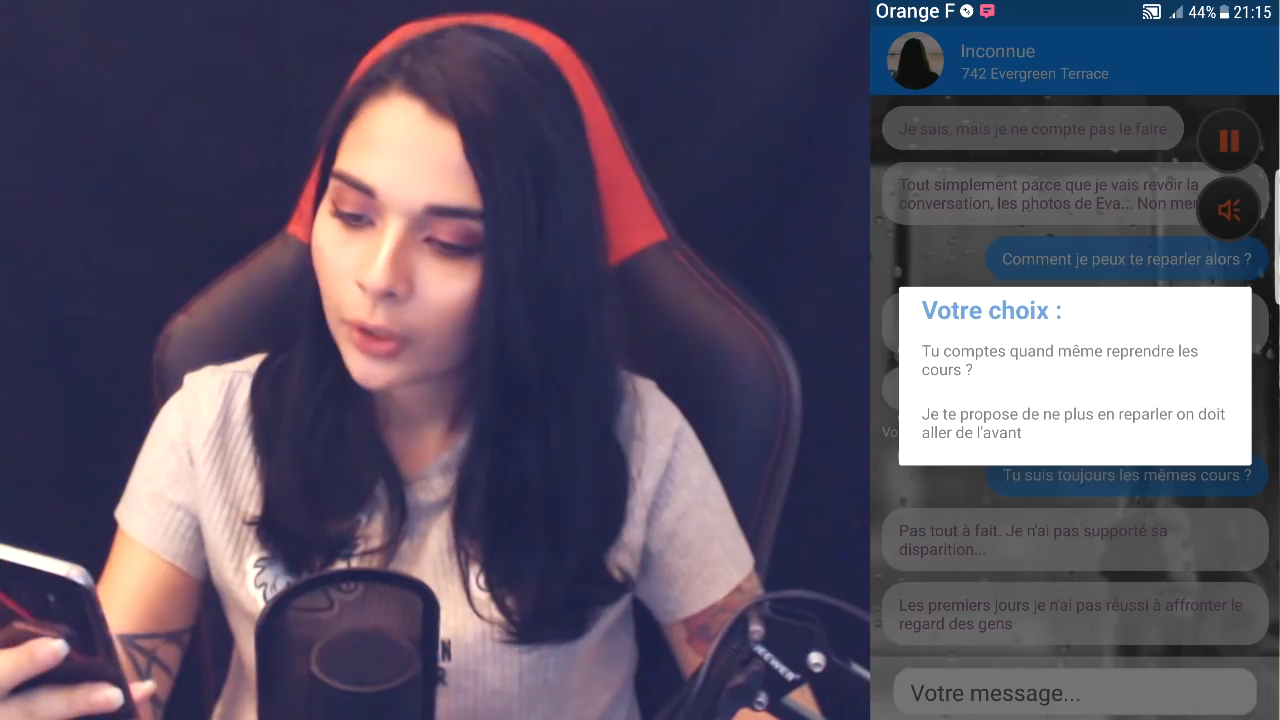 Orange F
44%
21:15
Inconnue
742 Evergreen Terrace
Je sais, mais je ne compte pas le faire
Tout simplement parce que je vais revoir la
conversation, les photos de Eva... Non mer
Comment je peux te reparler alors ?
Votre choix :
Tu comptes quand même reprendre les
cours ?
Je te propose de ne plus en reparler on doit
aller de l'avant
Vo
Tu suis toujours les mêmes cours ?
Pas tout à fait. Je n'ai pas supporté sa
disparition...
Les premiers jours je n'ai pas réussi à affronter le
regard des gens
Votre message...
NEEWER